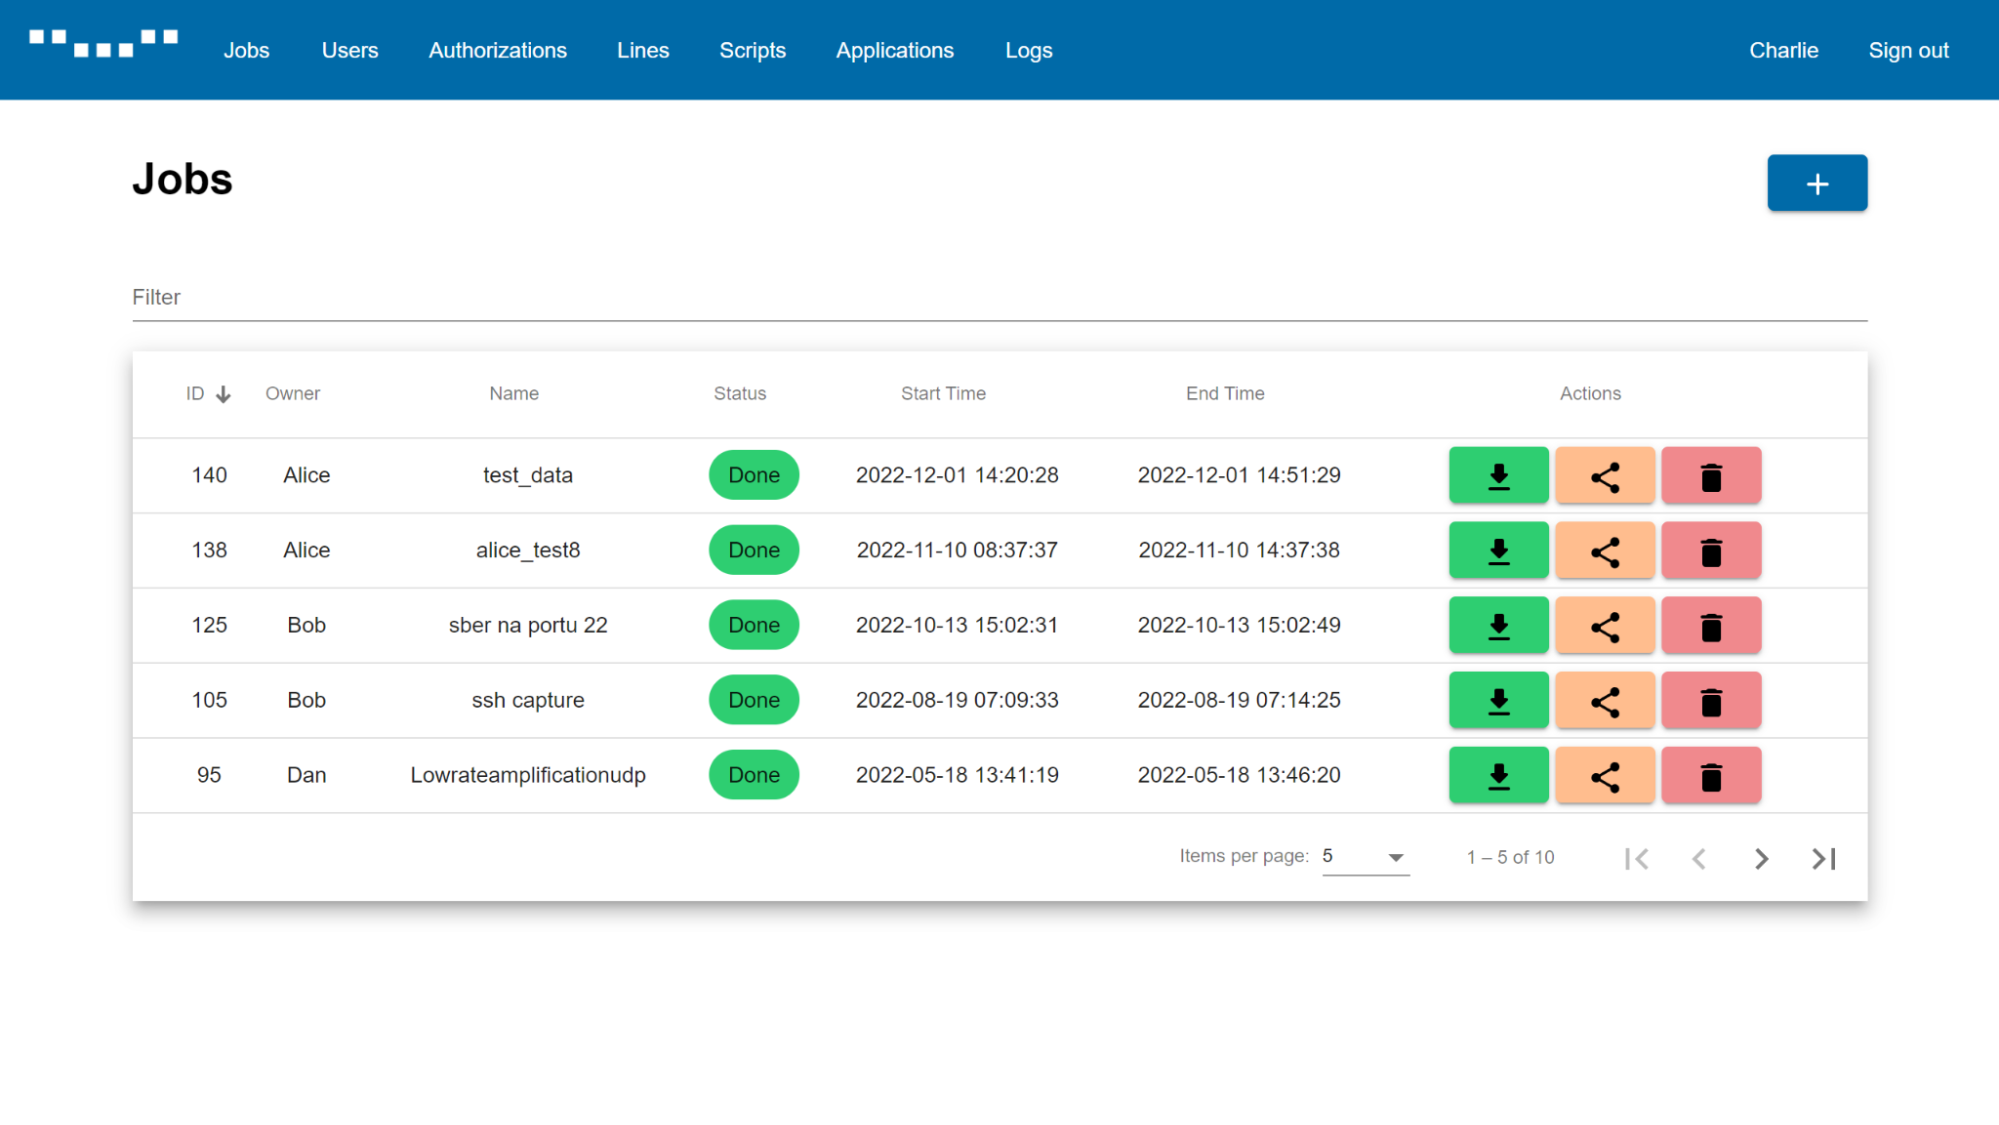 Jobs Users Authorizations Lines Scripts Applications Logs Charlie Sign out
Jobs
+
Filter
ID Owner Name Status Start Time End Time Actions
140 Alice test_data Done 2022-12-01 14:20:28 2022-12-01 14:51:29
138 Alice alice_test8 Done 2022-11-10 08:37:37 2022-11-10 14:37:38
125 Bob sber na portu 22 Done 2022-10-13 15:02:31 2022-10-13 15:02:49
105 Bob ssh capture Done 2022-08-19 07:09:33 2022-08-19 07:14:25
95 Dan Lowrateamplificationudp Done 2022-05-18 13:41:19 2022-05-18 13:46:20
Items per page: 5 1 – 5 of 10